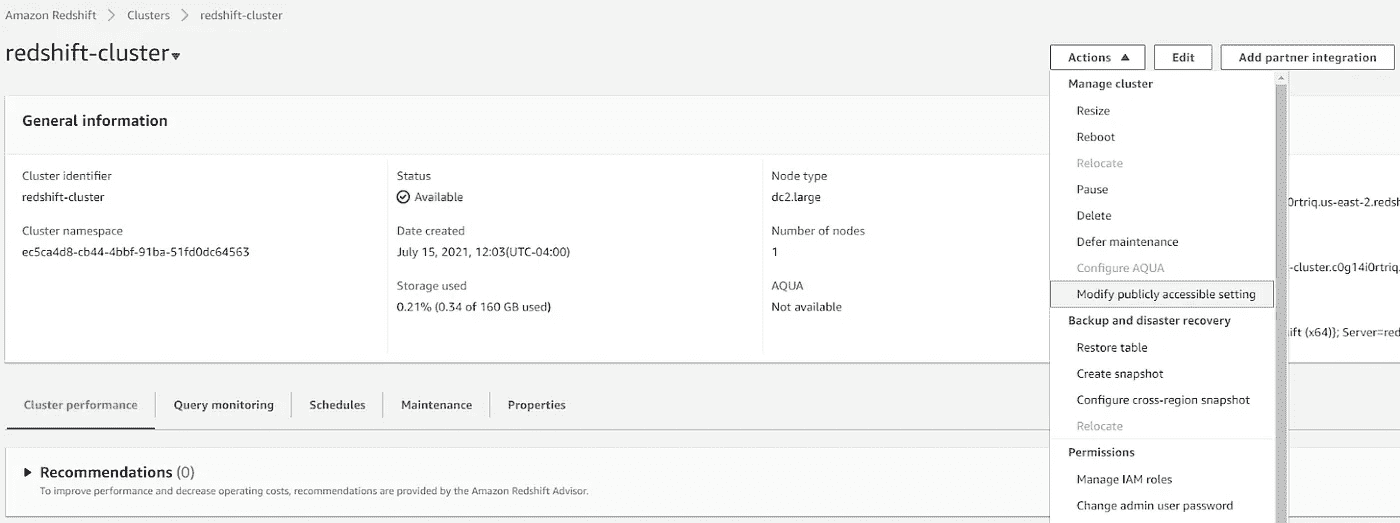 Amazon Redshift > Clusters > redshift-cluster
redshift-cluster
Actions
Edit
Add partner integration
General information
Cluster identifier
redshift-cluster
Cluster namespace
ec5ca4d8-cb44-4bbf-91ba-51fd0dc64563
Status
Available
Date created
July 15, 2021, 12:03(UTC-04:00)
Storage used
0.21% (0.34 of 160 GB used)
Node type
dc2.large
Number of nodes
1
AQUA
Not available
Manage cluster
Resize
Reboot
Relocate
Pause
Delete
Defer maintenance
Configure AQUA
Modify publicly accessible setting
Backup and disaster recovery
Restore table
Create snapshot
Configure cross-region snapshot
Relocate
Permissions
Manage IAM roles
Change admin user password
0rtriq.us-east-2.redsh
-cluster.c0g14i0rtriq.
ift (x64)}; Server=red
Cluster performance
Query monitoring
Schedules
Maintenance
Properties
Recommendations (0)
To improve performance and decrease operating costs, recommendations are provided by the Amazon Redshift Advisor.